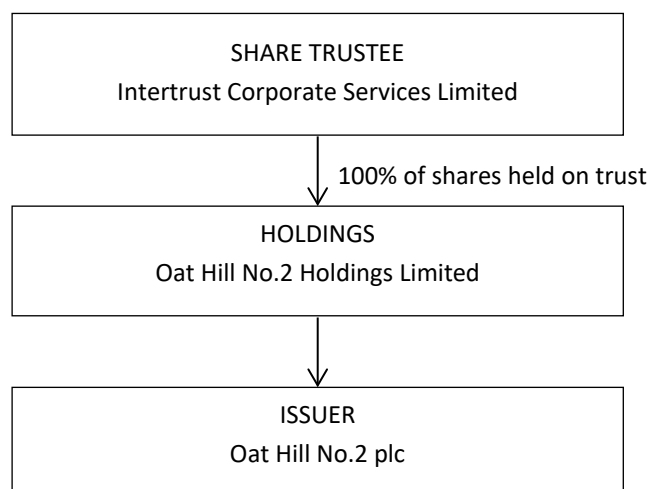 SHARE TRUSTEE
Intertrust Corporate Services Limited
100% of shares held on trust
HOLDINGS
Oat Hill No.2 Holdings Limited
ISSUER
Oat Hill No.2 plc